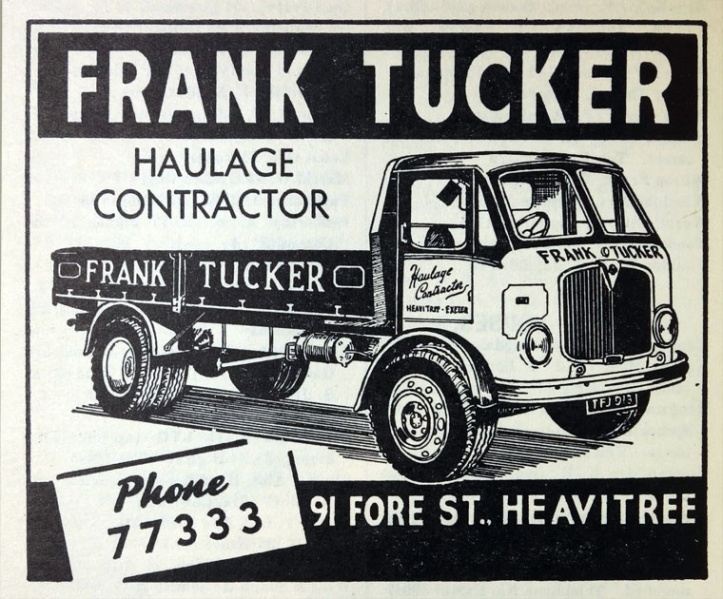 FRANK TUCKER
HAULAGE
CONTRACTOR
FRANK TUCKER
FRANK TUCKER
Haulage
Contractor
HEAVITREE - EXETER
TFJ 913
Phone
77333
91 FORE ST., HEAVITREE